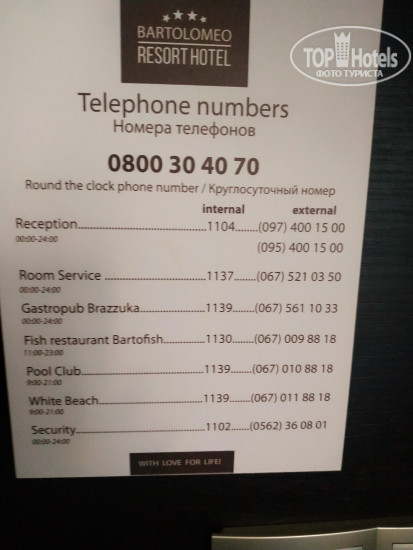 BARTOLOMEO
RESORT HOTEL
TOP Hotels
ФОТО ТУРИСТА
Telephone numbers
Номера телефонов
0800 30 40 70
Round the clock phone number / Круглосуточный номер
internal external
Reception 1104 (097) 400 15 00
00:00-24:00 (095) 400 15 00
Room Service 1137 (067) 521 03 50
00:00-24:00
Gastropub Brazzuka 1139 (067) 561 10 33
00:00-24:00
Fish restaurant Bartofish 1130 (067) 009 88 18
11:00-23:00
Pool Club 1139 (067) 010 88 18
9:00-21:00
White Beach 1139 (067) 011 88 18
9:00-21:00
Security 1102 (0562) 36 08 01
00:00-24:00
WITH LOVE FOR LIFE!